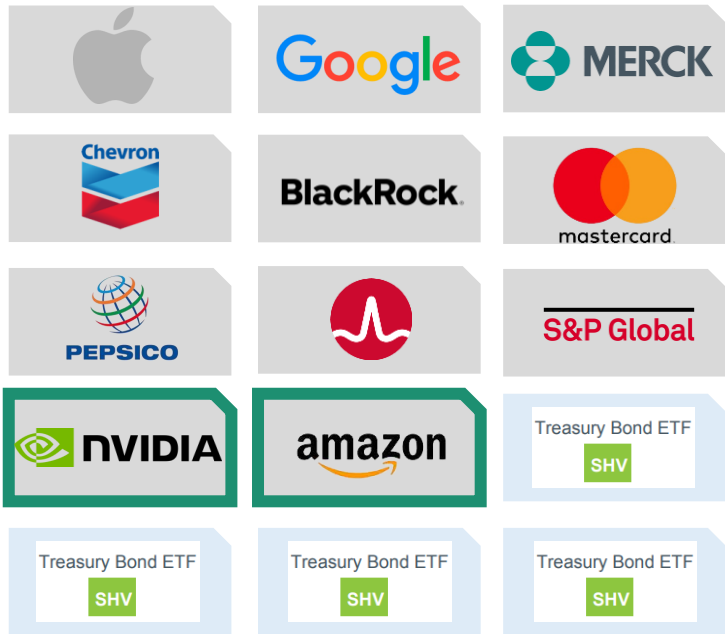 Google
MERCK
Chevron
BlackRock.
mastercard.
PEPSICO
S&P Global
nVIDIA
amazon
Treasury Bond ETF
SHV
Treasury Bond ETF
SHV
Treasury Bond ETF
SHV
Treasury Bond ETF
SHV